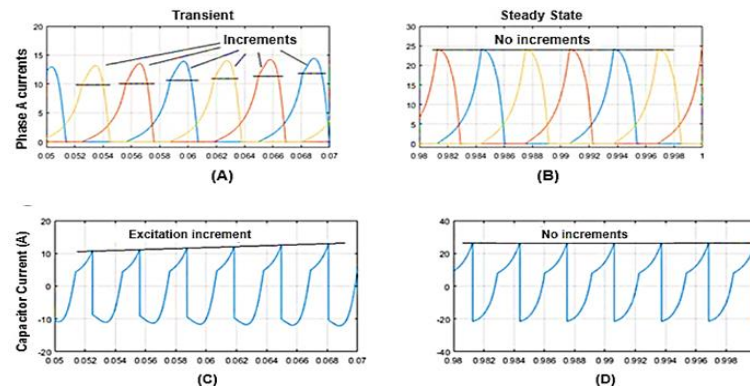 Transient
Steady State
Phase A currents
20
15
10
5
0
Increments
0.05 0.052 0.054 0.056 0.058 0.06 0.062 0.064 0.066 0.068 0.07
(A)
30
25
20
15
10
5
0
No increments
0.98 0.982 0.984 0.986 0.988 0.99 0.992 0.994 0.996 0.998 1
(B)
Capacitor Current (A)
20
10
0
-10
-20
Excitation increment
0.05 0.052 0.054 0.056 0.058 0.06 0.062 0.064 0.066 0.068 0.07
(C)
40
20
0
-20
-40
No increments
0.98 0.982 0.984 0.986 0.988 0.99 0.992 0.994 0.996 0.998
(D)